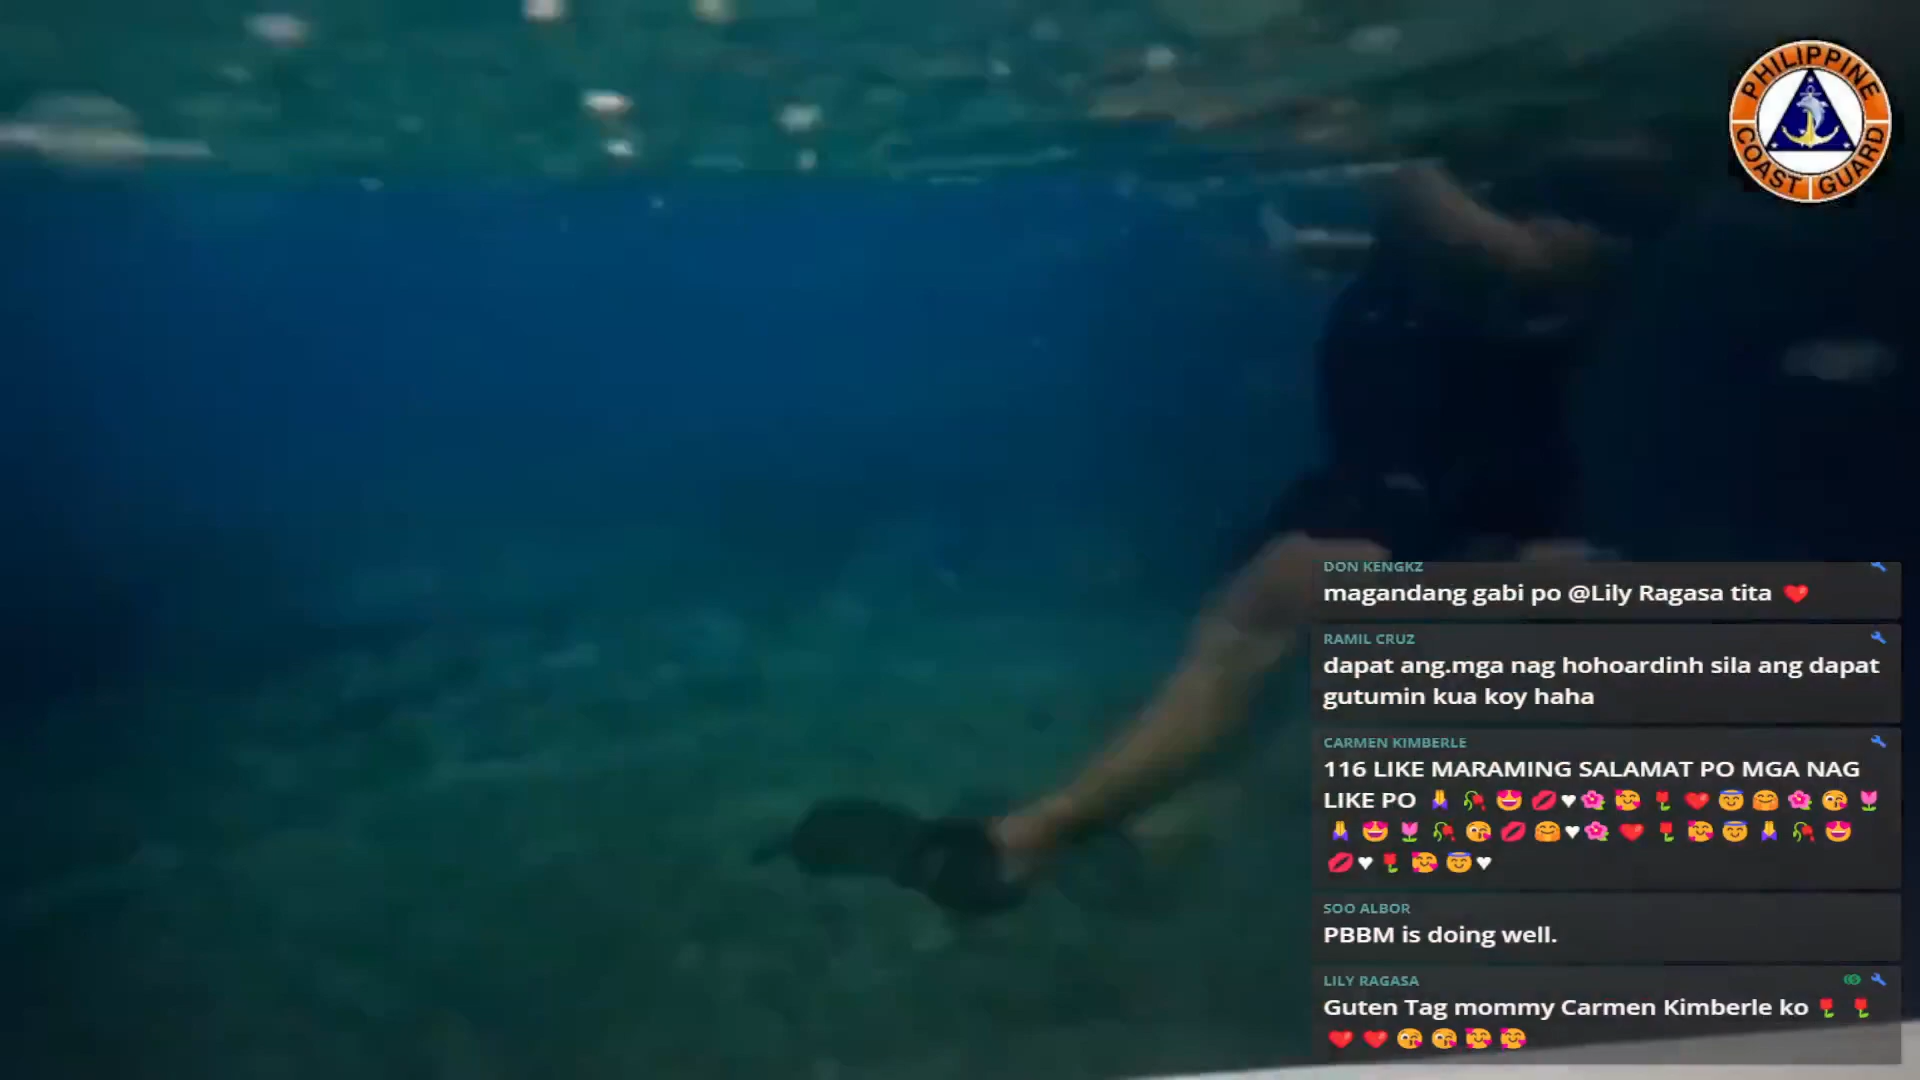 PHILIPPINE
COAST GUARD
DON KENGKZ
magandang gabi po @Lily Ragasa tita ❤️
RAMIL CRUZ
dapat ang.mga nag hohoardinh sila ang dapat
gutumin kua koy haha
CARMEN KIMBERLE
116 LIKE MARAMING SALAMAT PO MGA NAG
LIKE PO
SOO ALBOR
PBBM is doing well.
LILY RAGASA
Guten Tag mommy Carmen Kimberle ko